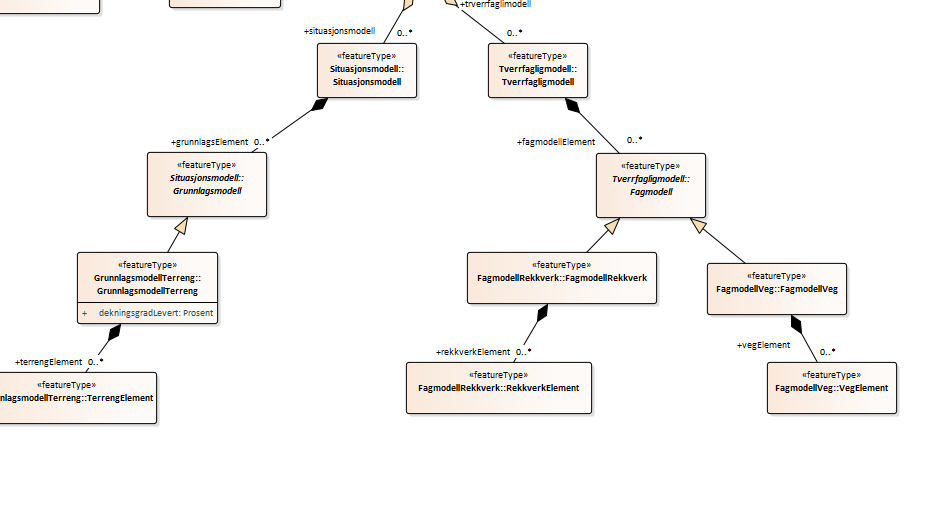 +trverrfaglimodell
+situasjonsmodell
0..*
0..*
«featureType»
Situasjonsmodell::
Situasjonsmodell
«featureType»
Tverrfagligmodell::
Tverrfagligmodell
+grunnlagsElement 0..*
+fagmodellElement
0..*
«featureType»
Situasjonsmodell::
Grunnlagsmodell
«featureType»
Tverrfagligmodell::
Fagmodell
«featureType»
GrunnlagsmodellTerreng::
GrunnlagsmodellTerreng
+ dekningsgradLevert: Prosent
«featureType»
FagmodellRekkverk::FagmodellRekkverk
«featureType»
FagmodellVeg::FagmodellVeg
+terrengElement 0..*
+rekkverkElement 0..*
+vegElement
0..*
«featureType»
nlagsmodellTerreng::TerrengElement
«featureType»
FagmodellRekkverk::RekkverkElement
«featureType»
FagmodellVeg::VegElement